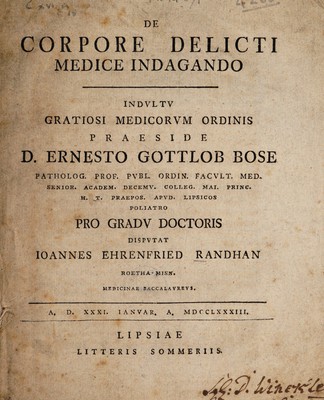 DE
CORPORE DELICTI
MEDICE INDAGANDO
INDVLTV
GRATIOSI MEDICORVM ORDINIS
PRAESIDE
D. ERNESTO GOTTLOB BOSE
PATHOLOG. PROF. PVBL. ORDIN. FACVLT. MED.
SENIOR. ACADEM. DECEMV. COLLEG. MAI. PRINC.
H. T. PRAEPOS. APVD. LIPSICOS
POLIATRO
PRO GRADV DOCTORIS
DISPVTAT
IOANNES EHRENFRIED RANDHAN
ROETHA-MISN.
MEDICINAE BACCALAVREVS.
A. D. XXXI. IANVAR. A. MDCCLXXXIII.
LIPSIAE
LITTERIS SOMMERIIS.